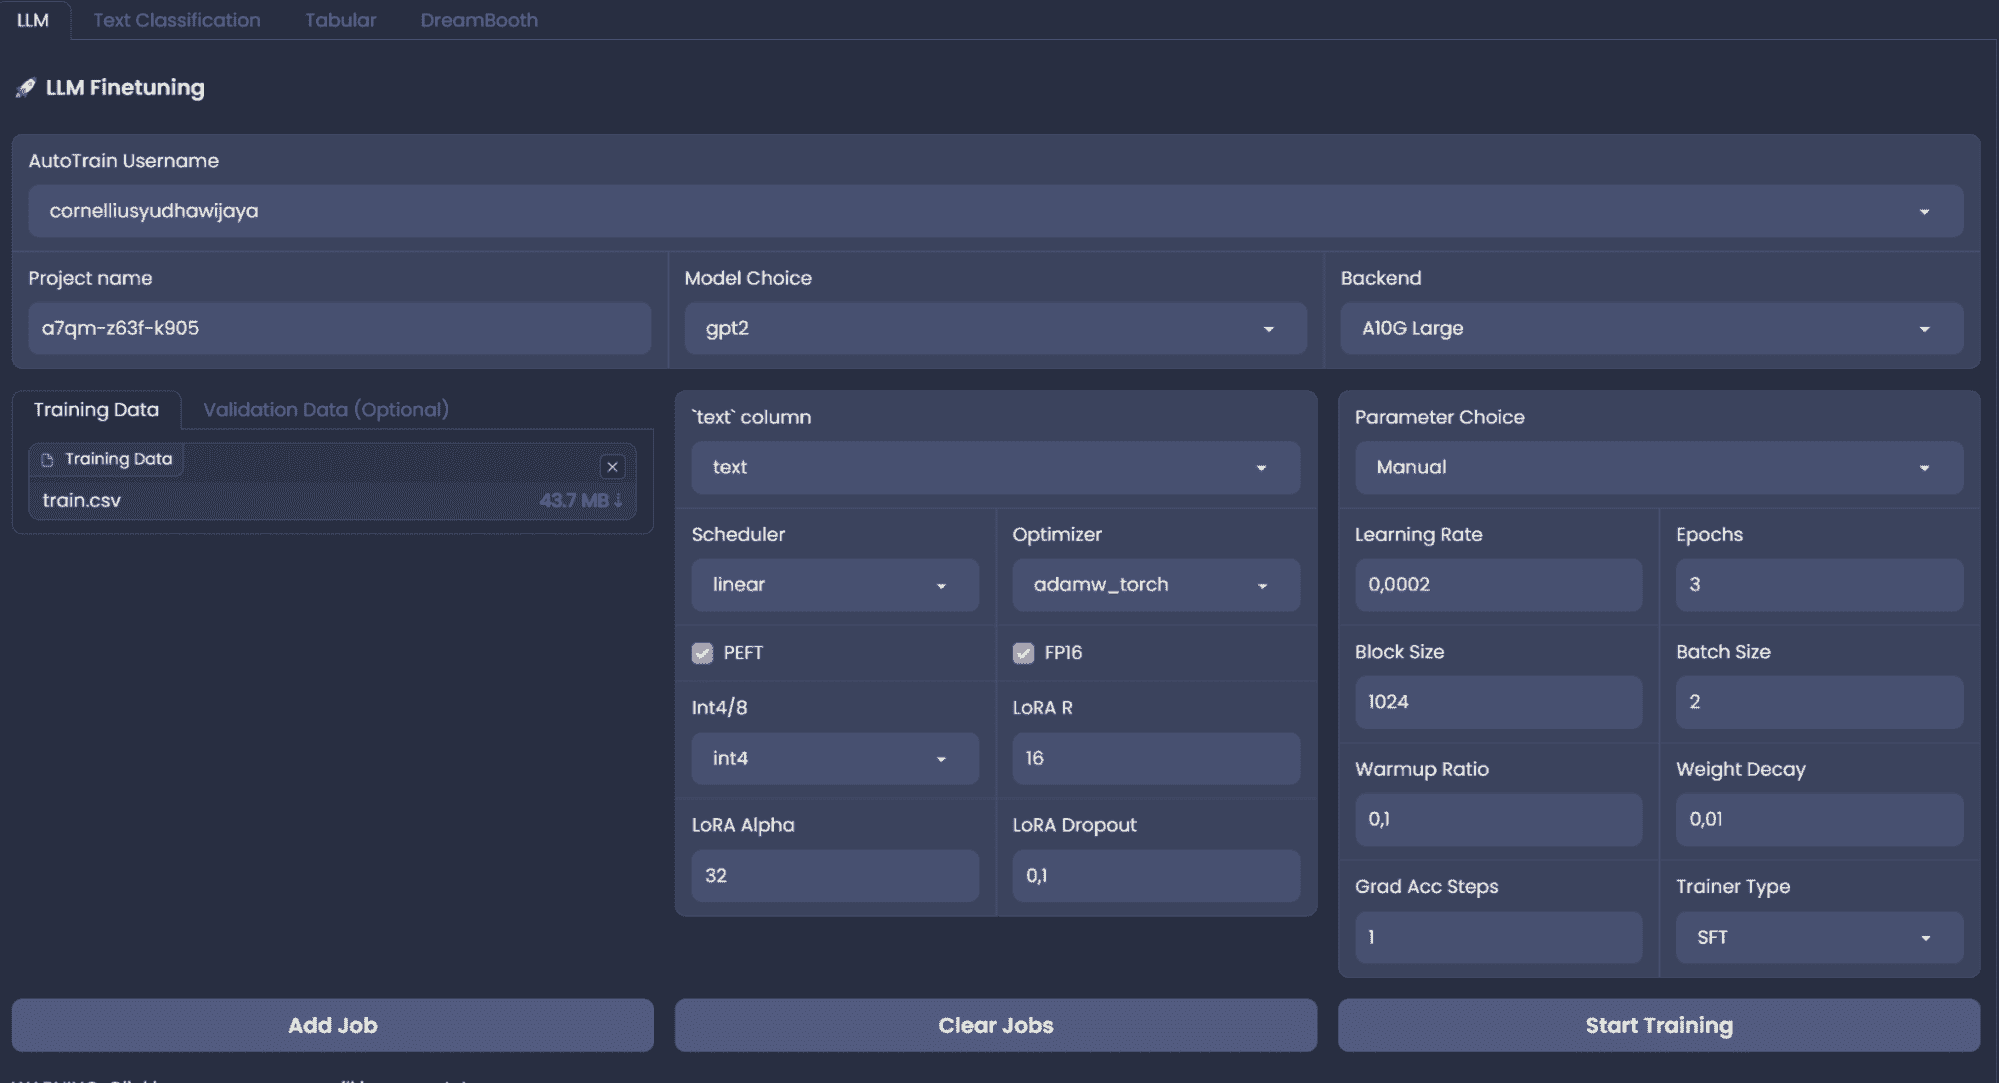 LLM Text Classification Tabular DreamBooth
LLM Finetuning
AutoTrain Username
cornelliusyudhawijaya
Project name Model Choice Backend
a7qm-z63f-k905 gpt2 A10G Large
Training Data Validation Data (Optional)
Training Data
train.csv 43.7 MB ↓
`text` column
text
Scheduler Optimizer
linear adamw_torch
PEFT FP16
Int4/8 LoRA R
int4 16
LoRA Alpha LoRA Dropout
32 0,1
Parameter Choice
Manual
Learning Rate Epochs
0,0002 3
Block Size Batch Size
1024 2
Warmup Ratio Weight Decay
0,1 0,01
Grad Acc Steps Trainer Type
1 SFT
Add Job Clear Jobs Start Training